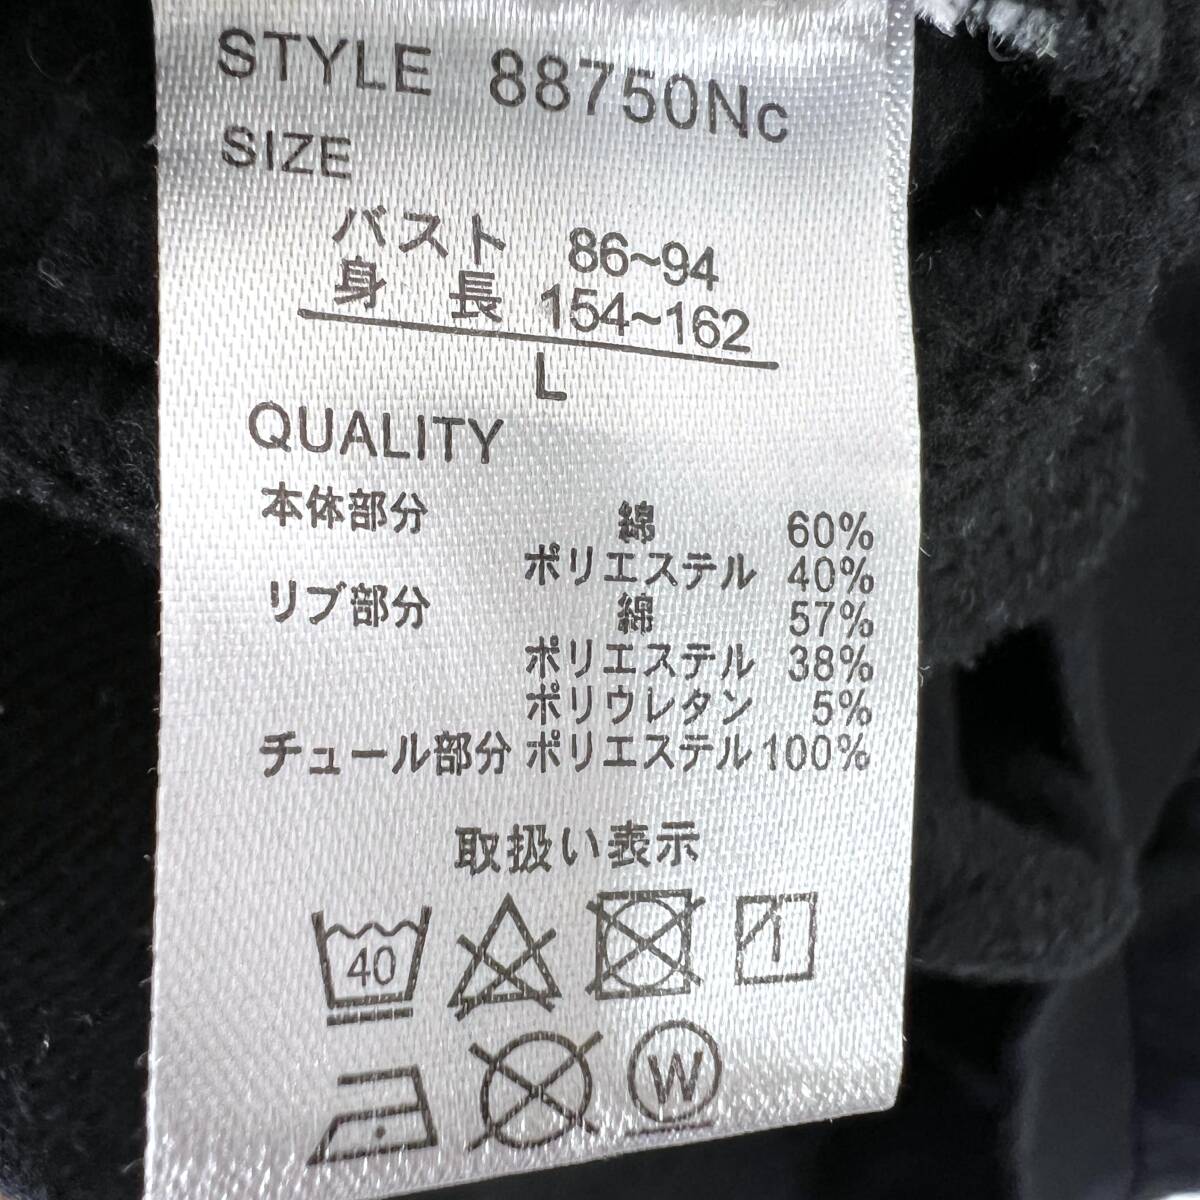 STYLE 88750Nc
SIZE
バスト 86~94
身 長 154~162
L
QUALITY
本体部分 綿 60%
ポリエステル 40%
リブ部分 綿 57%
ポリエステル 38%
ポリウレタン 5%
チュール部分 ポリエステル 100%
取扱い表示
40
W